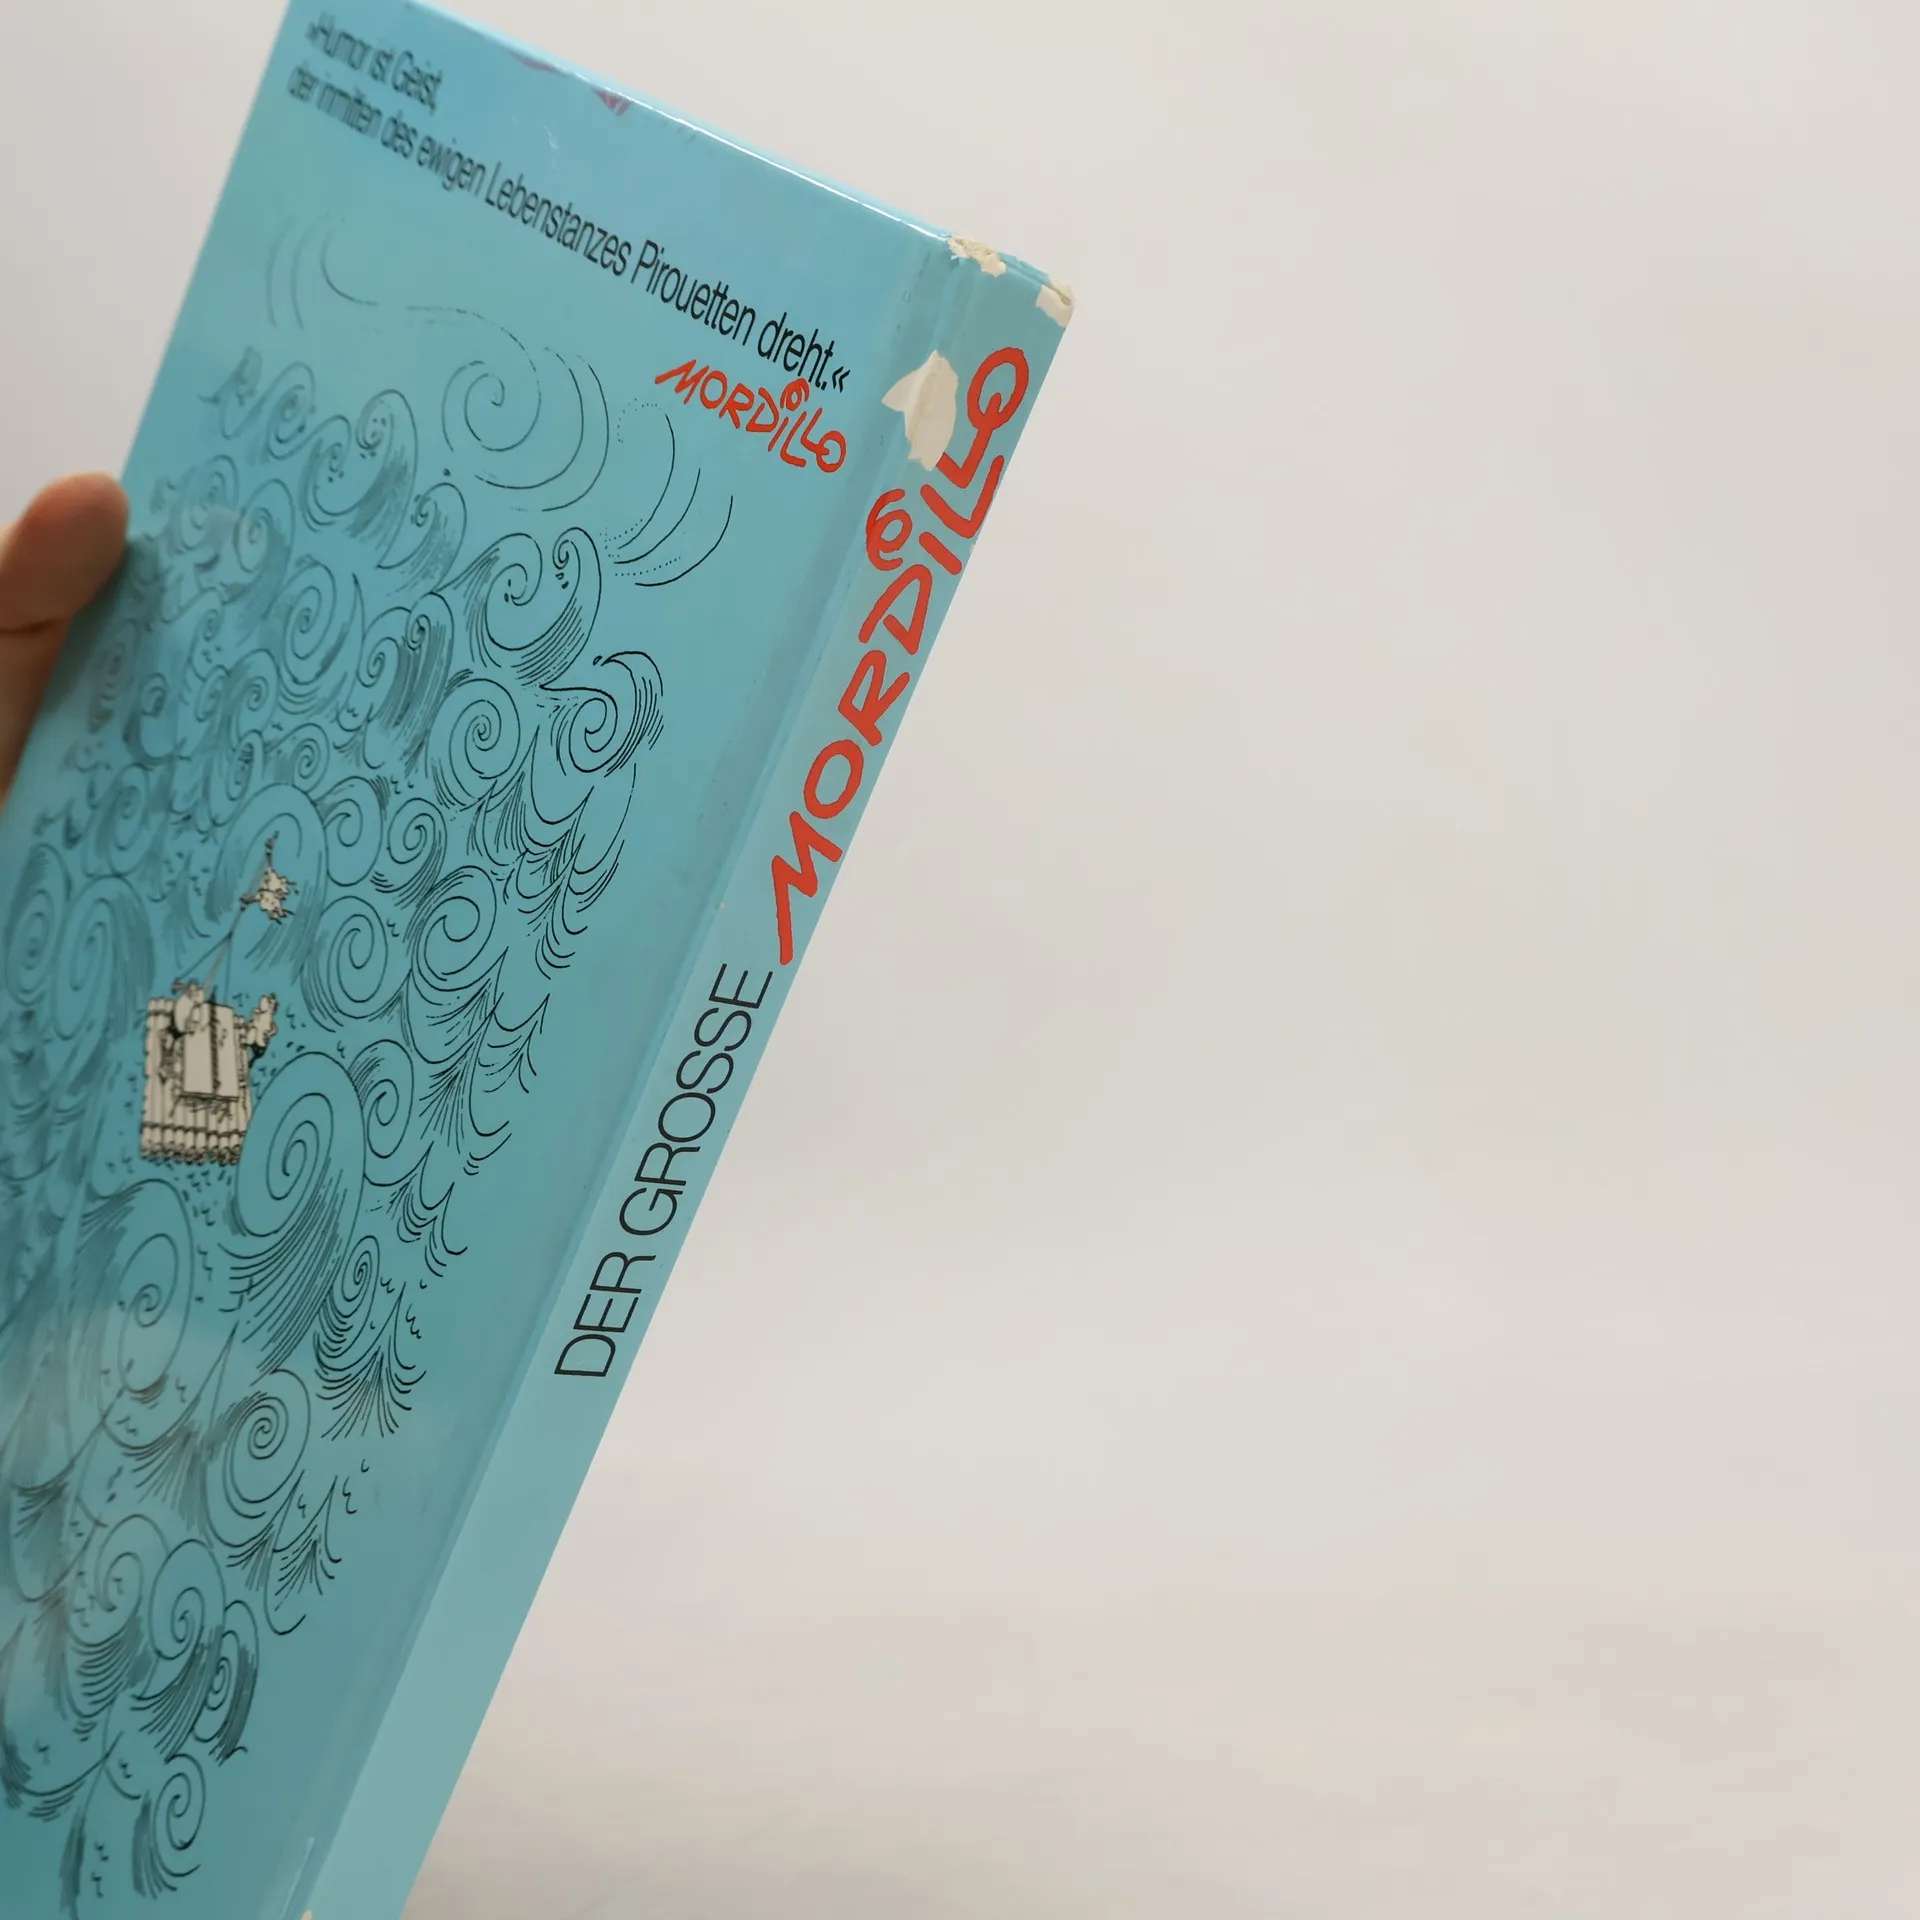 »Humor ist Geist,
der inmitten des ewigen Lebenstanzes Pirouetten dreht.«
MORDiLLO
DER GROSSE MORDiLLO